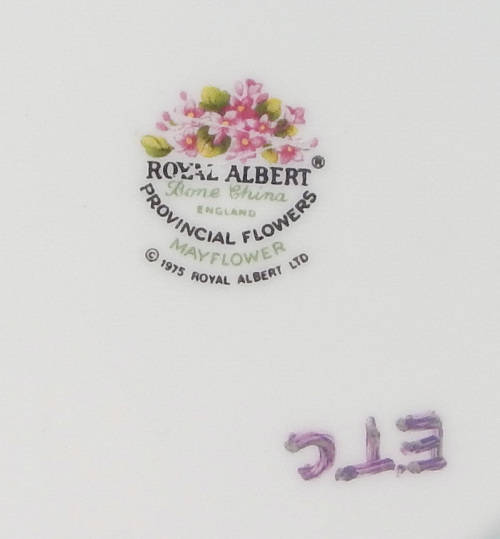 ROYAL ALBERT®
Bone China
ENGLAND
PROVINCIAL FLOWERS
MAYFLOWER
© 1975 ROYAL ALBERT LTD
ETC